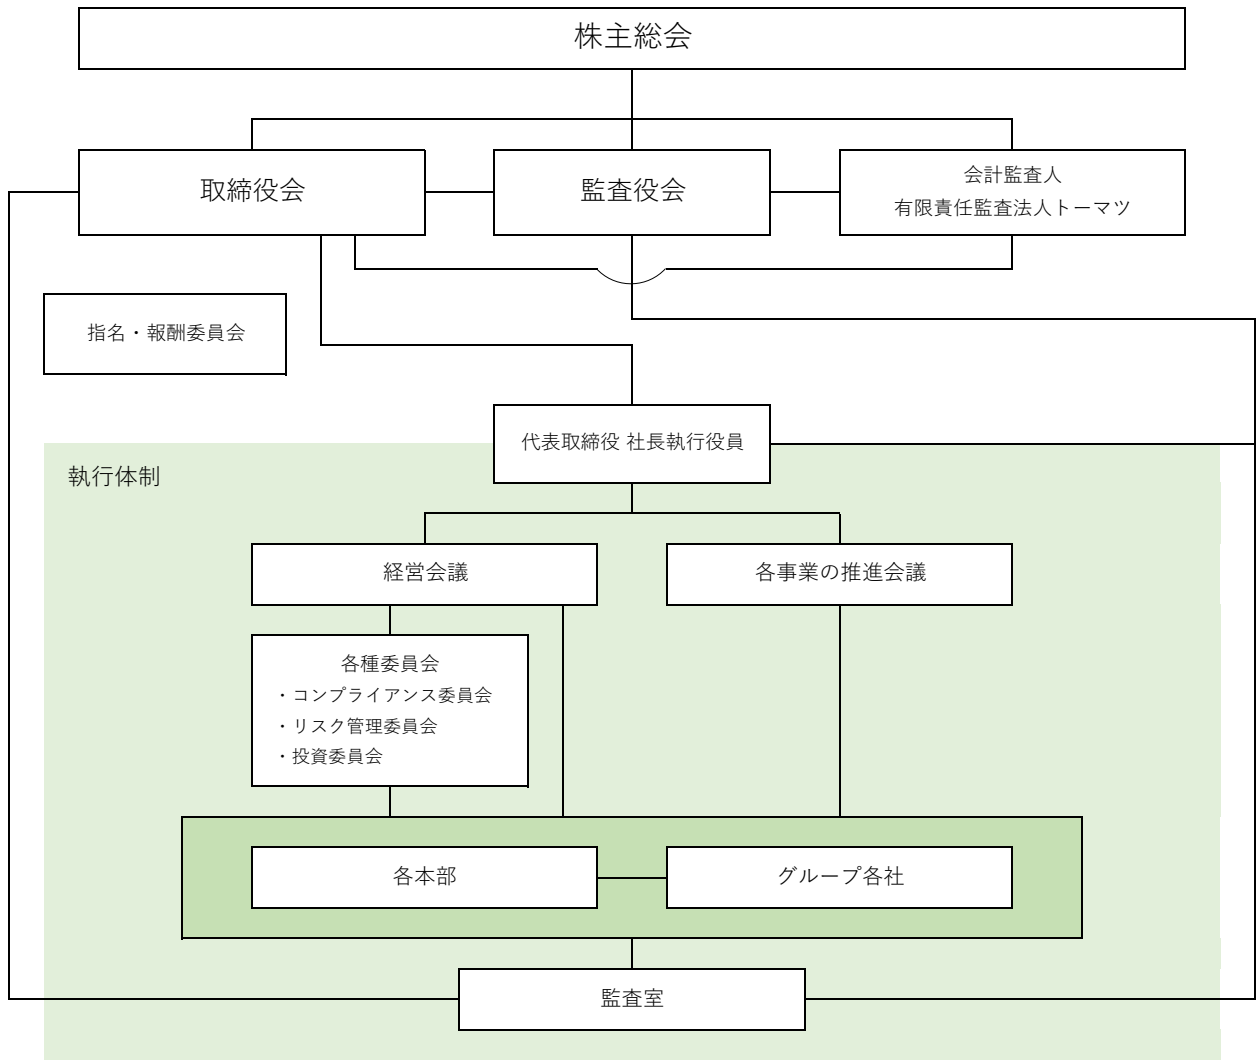 株主総会
取締役会
監査役会
会計監査人
有限責任監査法人トーマツ
指名・報酬委員会
代表取締役 社長執行役員
執行体制
経営会議
各事業の推進会議
各種委員会
・コンプライアンス委員会
・リスク管理委員会
・投資委員会
各本部
グループ各社
監査室